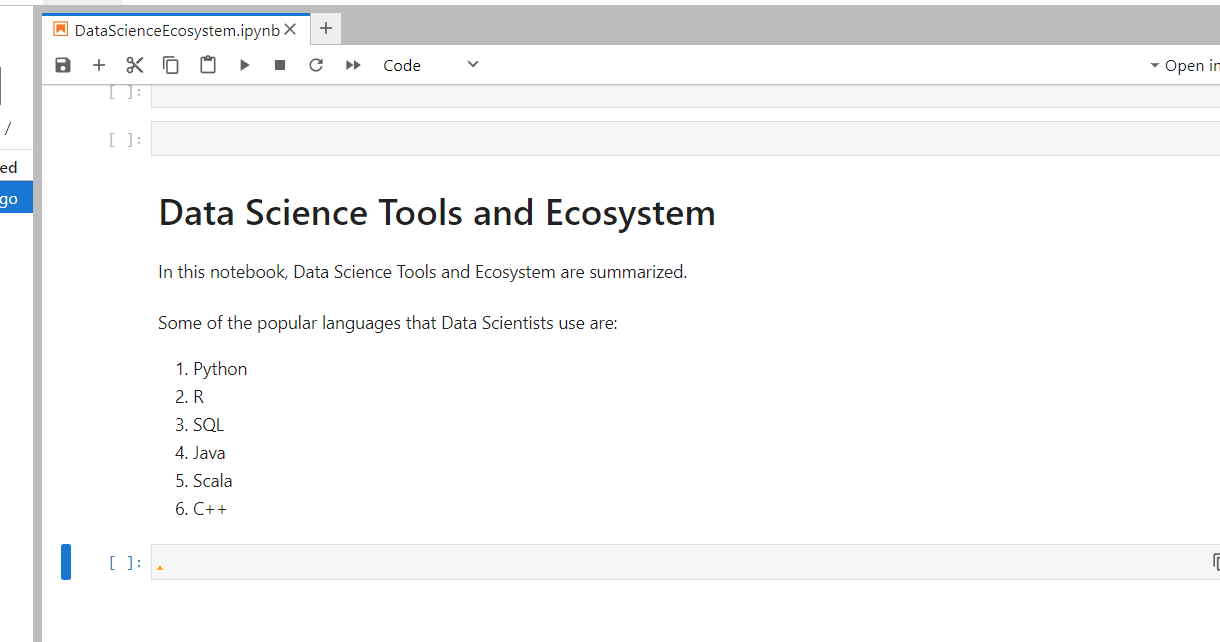 DataScienceEcosystem.ipynb
Code
Open in
/
ed
go
[ ]:
[ ]:
Data Science Tools and Ecosystem
In this notebook, Data Science Tools and Ecosystem are summarized.
Some of the popular languages that Data Scientists use are:
1. Python
2. R
3. SQL
4. Java
5. Scala
6. C++
[ ]: